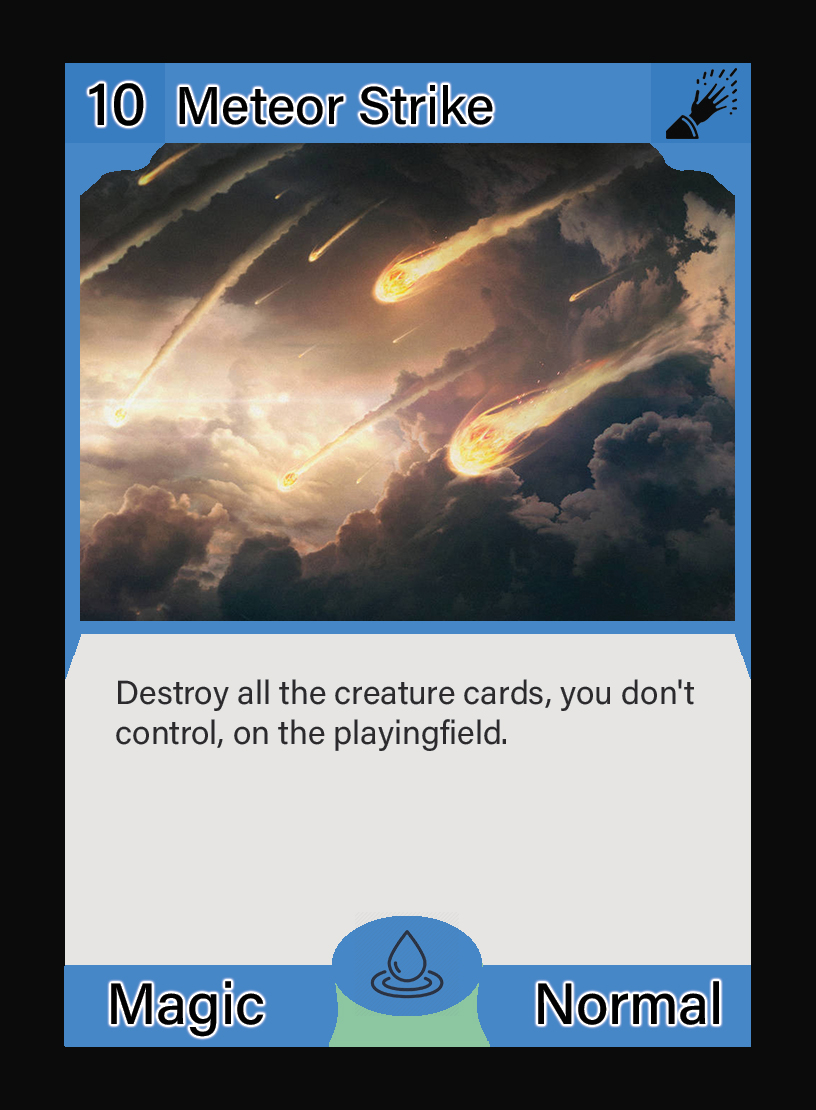 10 Meteor Strike
Destroy all the creature cards, you don't
control, on the playingfield.
Magic Normal